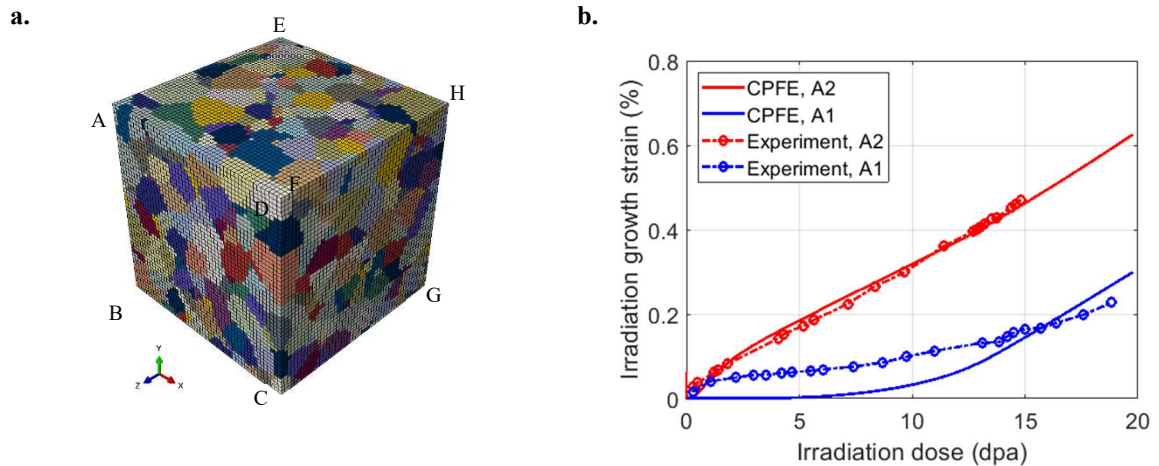 a.
E
A
H
F
D
B
G
C
Y
Z
X
b.
0.8
0.6
0.4
0.2
0
Irradiation growth strain (%)
CPFE, A2
CPFE, A1
Experiment, A2
Experiment, A1
0
5
10
15
20
Irradiation dose (dpa)